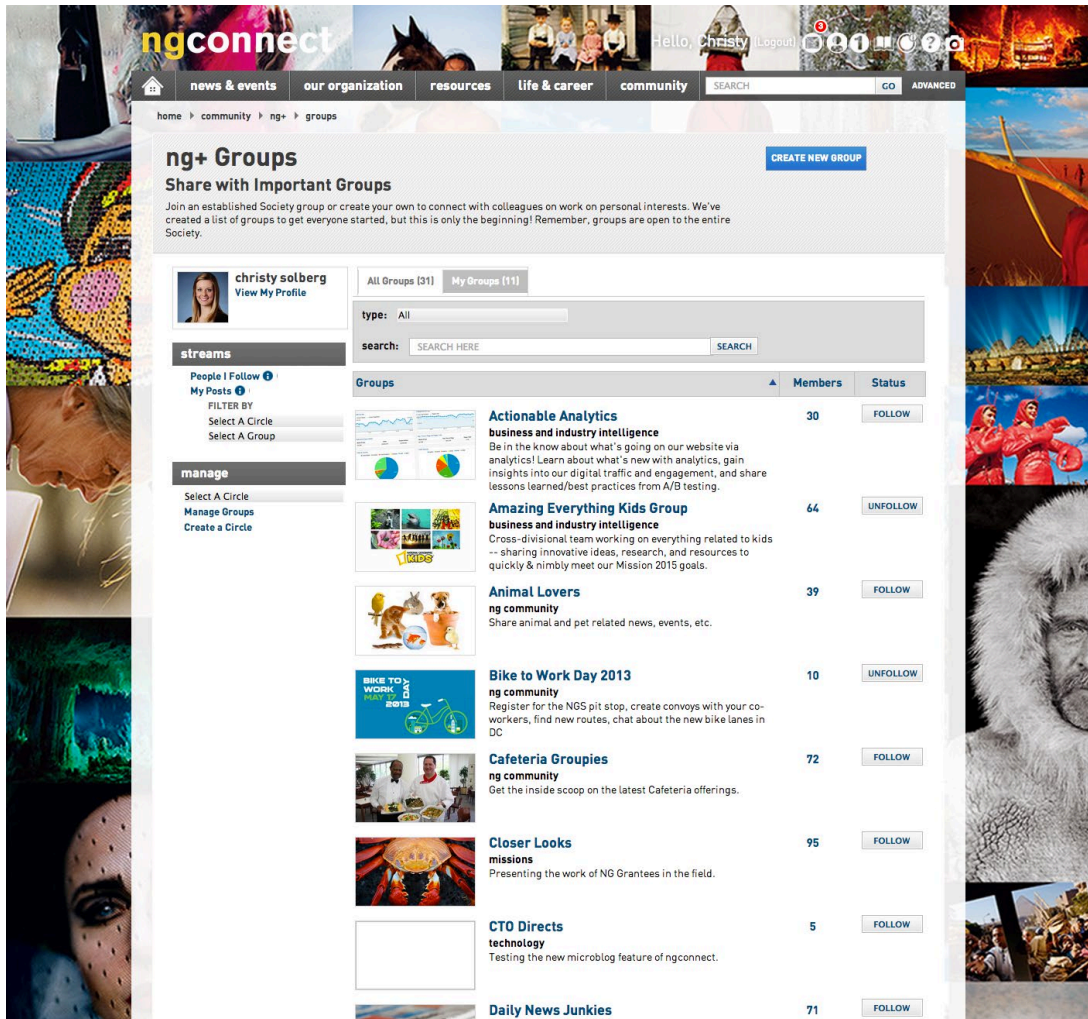 ngconnect
Hello, Christy (Logout)
3
news & events our organization resources life & career community SEARCH GO ADVANCED
home community ng+ groups
ng+ Groups
CREATE NEW GROUP
Share with Important Groups
Join an established Society group or create your own to connect with colleagues on work on personal interests. We've
created a list of groups to get everyone started, but this is only the beginning! Remember, groups are open to the entire
Society.
christy solberg
View My Profile
streams
People I Follow
My Posts
FILTER BY
Select A Circle
Select A Group
manage
Select A Circle
Manage Groups
Create a Circle
All Groups (31) My Groups (11)
type: All
search: SEARCH HERE SEARCH
Groups Members Status
Actionable Analytics 30 FOLLOW
business and industry intelligence
Be in the know about what's going on our website via
analytics! Learn about what's new with analytics, gain
insights into our digital traffic and engagement, and share
lessons learned/best practices from A/B testing.
KIDS
Amazing Everything Kids Group 64 UNFOLLOW
business and industry intelligence
Cross-divisional team working on everything related to kids
-- sharing innovative ideas, research, and resources to
quickly & nimbly meet our Mission 2015 goals.
Animal Lovers 39 FOLLOW
ng community
Share animal and pet related news, events, etc.
BIKE TO
WORK DAY
MAY 17
2013
Bike to Work Day 2013 10 UNFOLLOW
ng community
Register for the NGS pit stop, create convoys with your co-
workers, find new routes, chat about the new bike lanes in
DC
Cafeteria Groupies 72 FOLLOW
ng community
Get the inside scoop on the latest Cafeteria offerings.
Closer Looks 95 FOLLOW
missions
Presenting the work of NG Grantees in the field.
CTO Directs 5 FOLLOW
technology
Testing the new microblog feature of ngconnect.
Daily News Junkies 71 FOLLOW